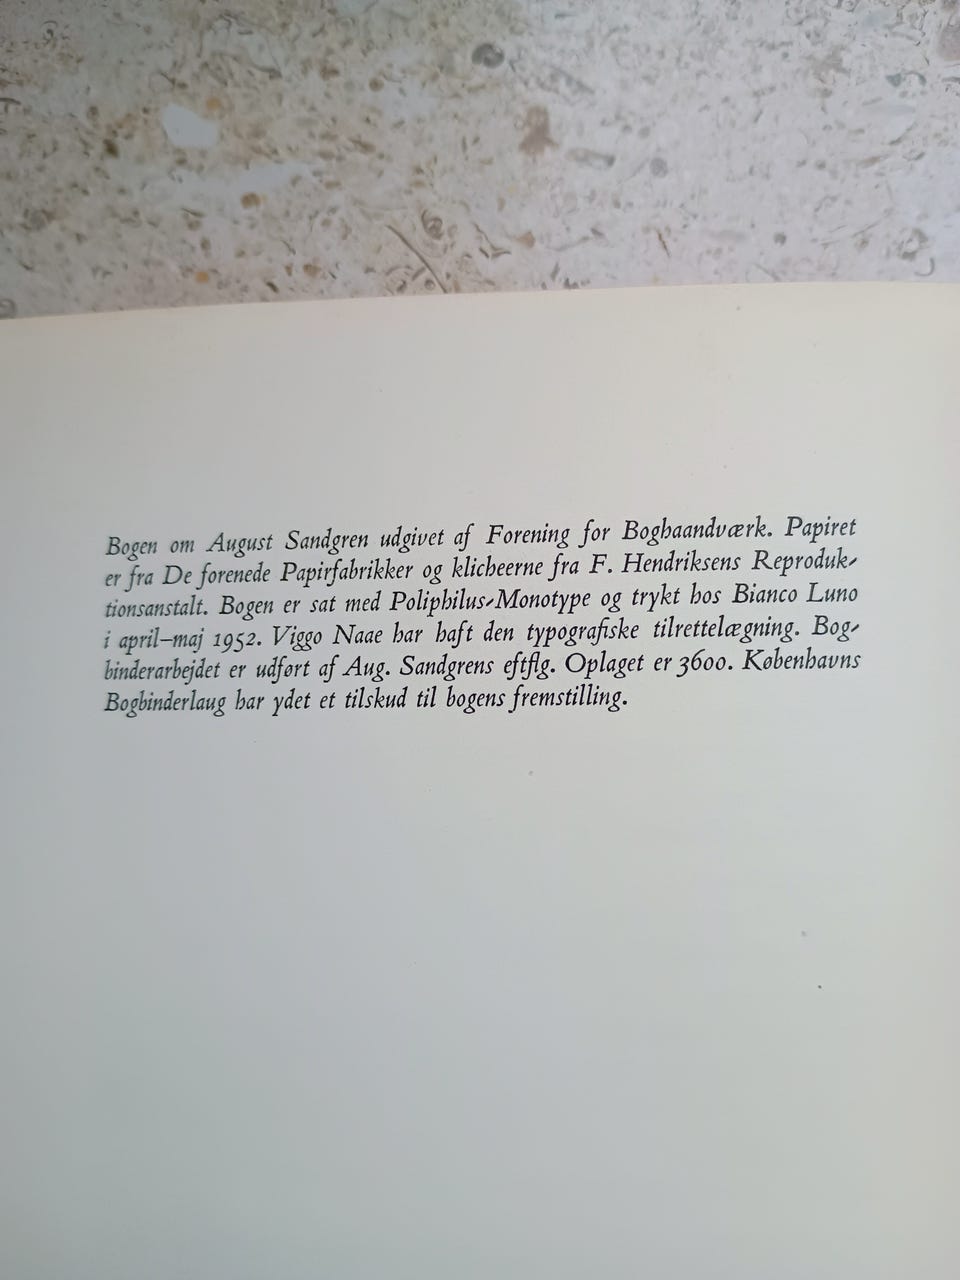 Bogen om August Sandgren udgivet af Forening for Boghaandværk. Papiret
er fra De forenede Papirfabrikker og klicheerne fra F. Hendriksens Reproduk-
tionsanstalt. Bogen er sat med Poliphilus-Monotype og trykt hos Bianco Luno
i april–maj 1952. Viggo Naae har haft den typografiske tilrettelægning. Bog-
binderarbejdet er udført af Aug. Sandgrens eftflg. Oplaget er 3600. Københavns
Bogbinderlaug har ydet et tilskud til bogens fremstilling.